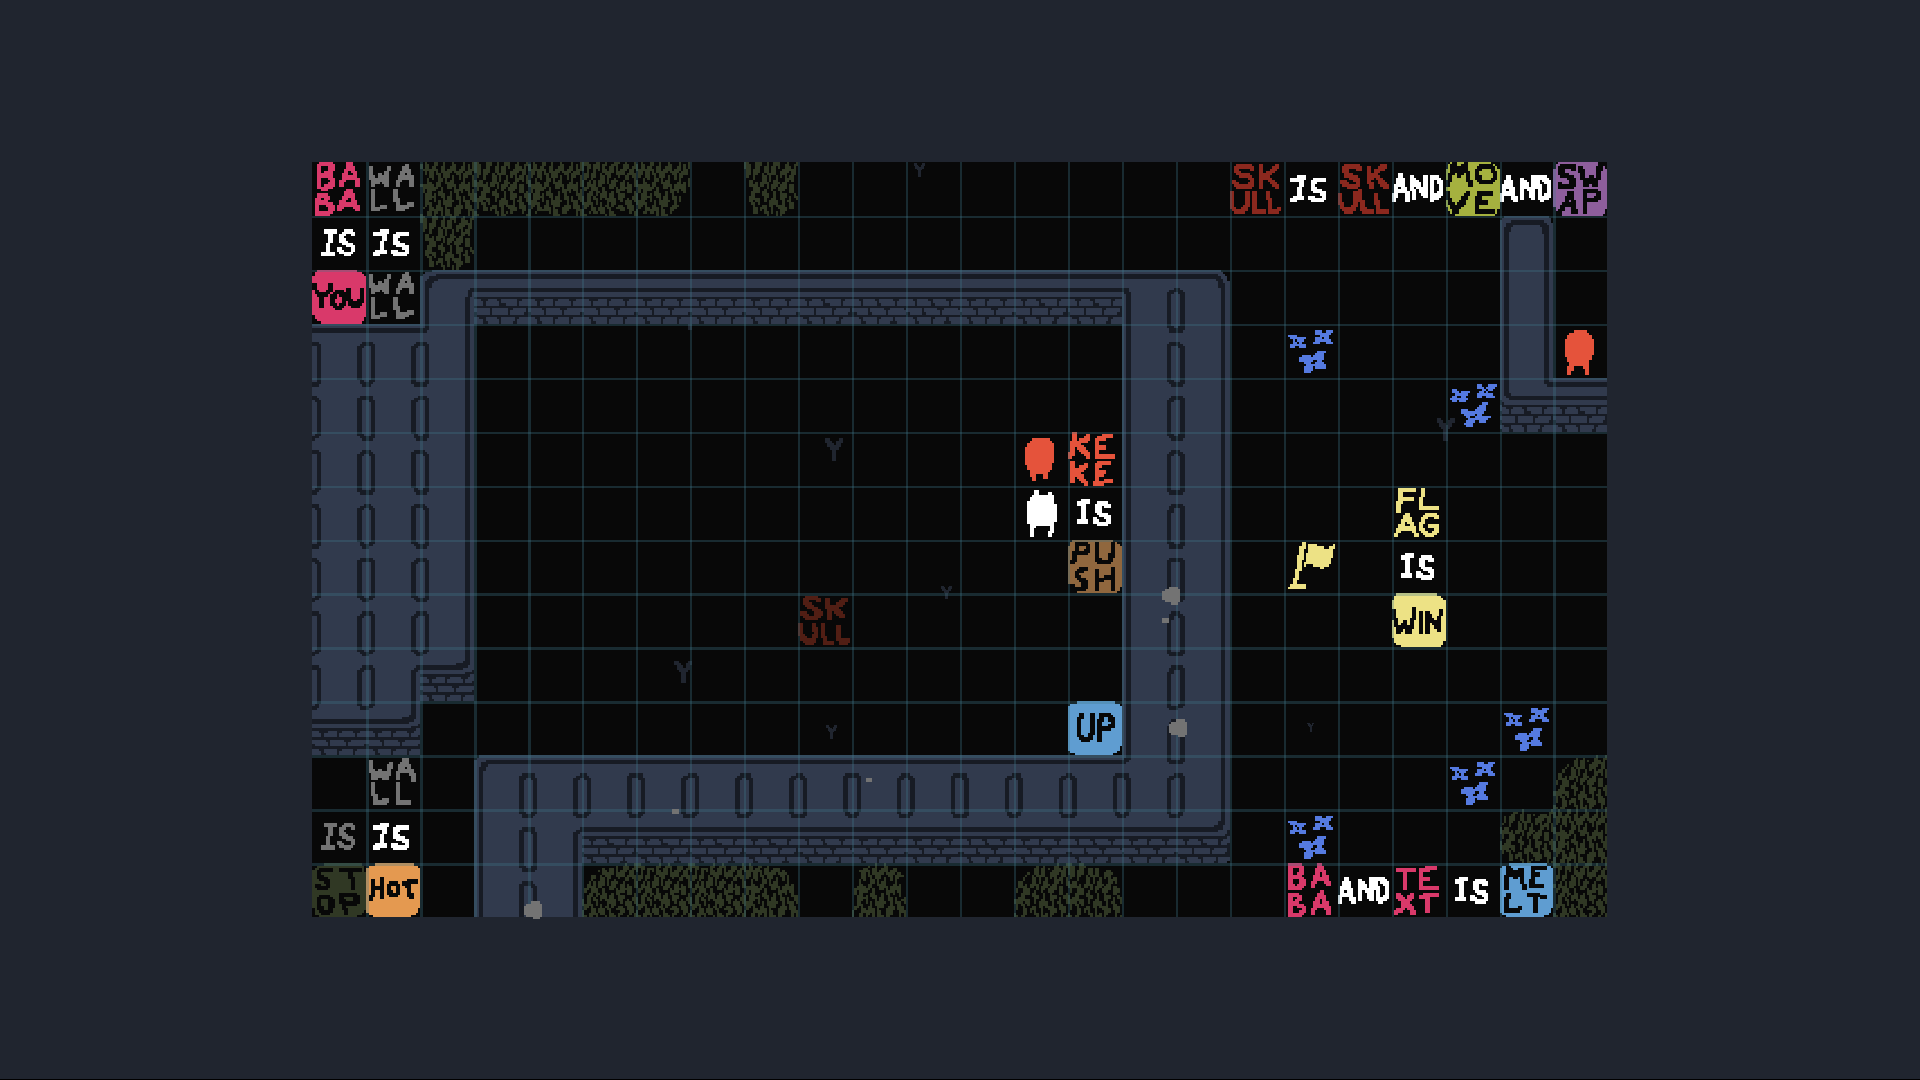 BABA WALL SKULL IS SKULL AND MOVE AND SWAP
IS IS
YOU WALL
KEKE
FLAG
IS
PUSH
IS
SKULL
WIN
UP
WALL
IS IS
STOP HOT BABA AND TEXT IS MELT